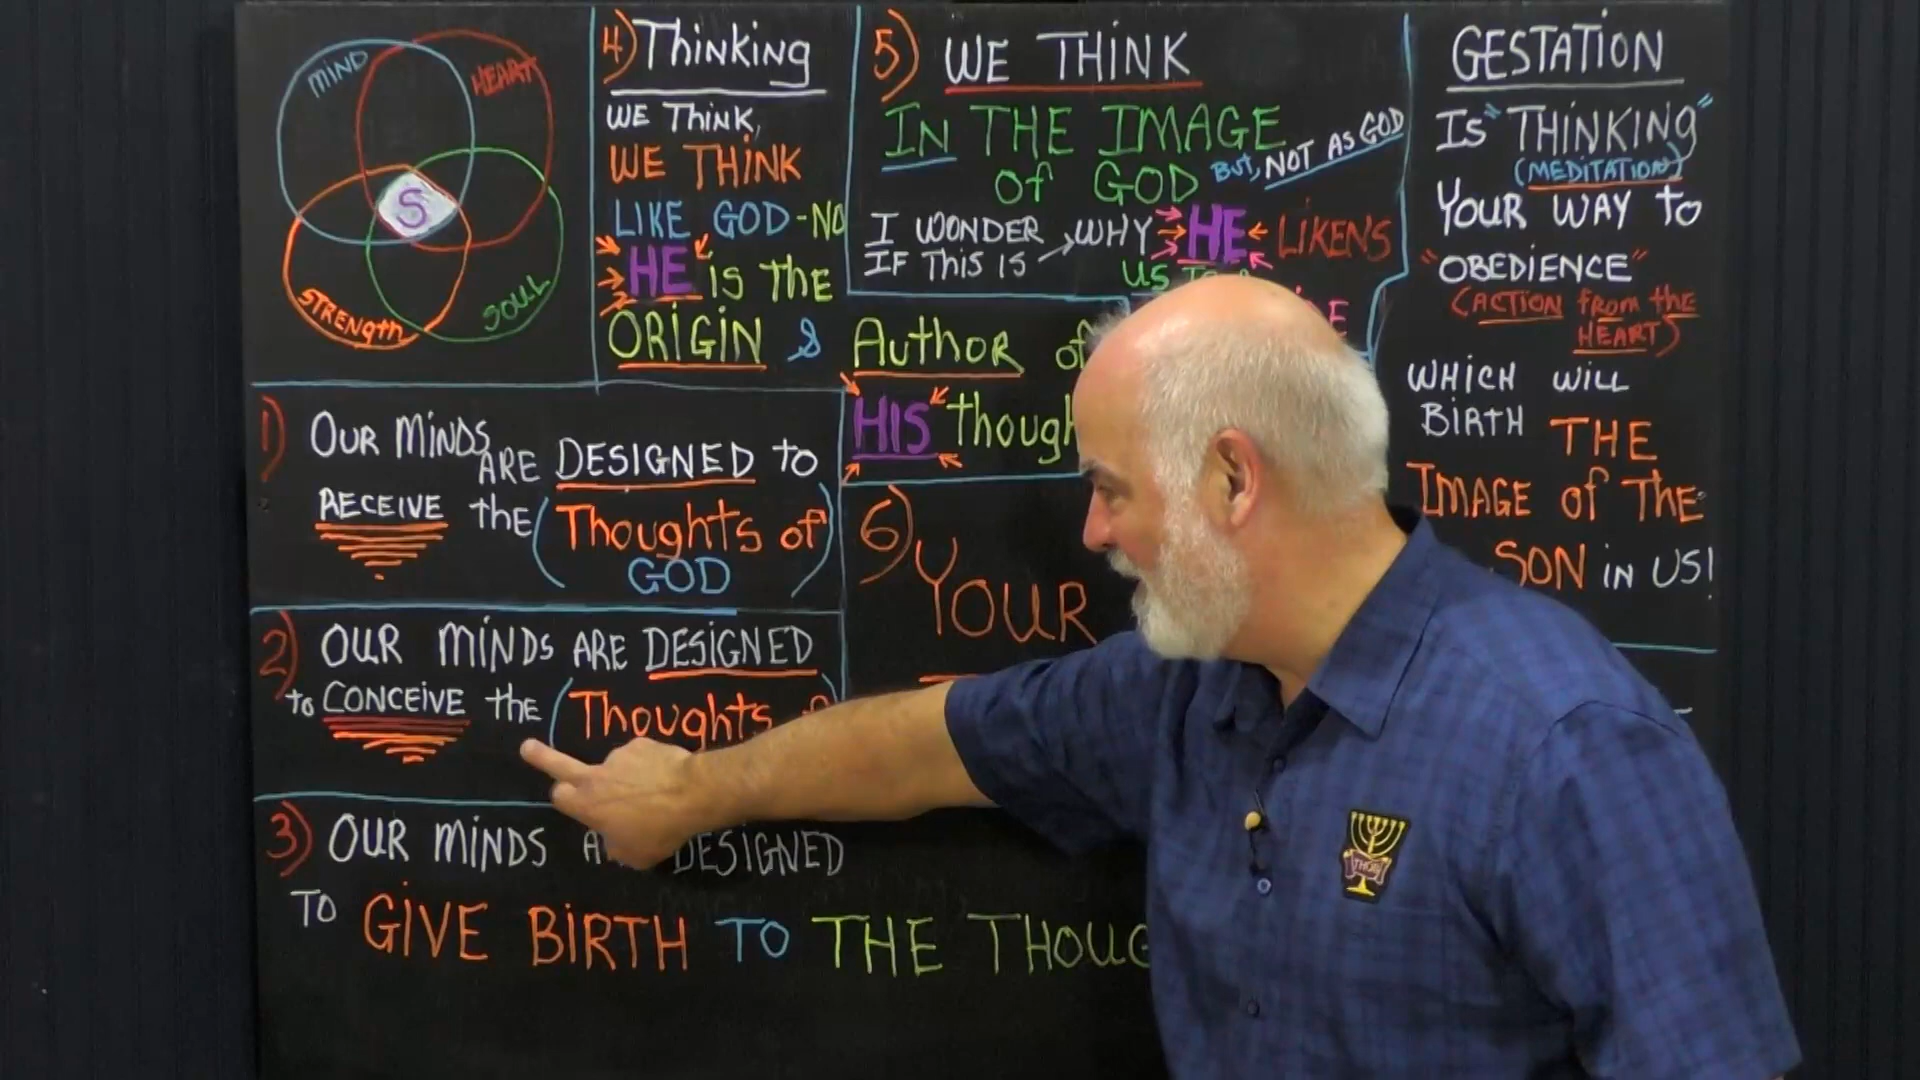 MIND
HEART
S
STRENGTH
SOUL
4) Thinking
WE THINK,
WE THINK
LIKE GOD-NO
HE is THE
ORIGIN & AUTHOR
HIS
5) WE THINK
IN THE IMAGE
OF GOD
BUT, NOT AS GOD
I WONDER WHY HE LIKENS
IF THIS IS
US
GESTATION
IS "THINKING"
(MEDITATION)
YOUR WAY TO
"OBEDIENCE"
(ACTION from the
HEART)
WHICH WILL
BIRTH THE
IMAGE of THE
SON IN US!
1) OUR MINDS
ARE DESIGNED to
RECEIVE the (Thoughts of
GOD)
2) OUR MINDS ARE DESIGNED
to CONCEIVE the (Thoughts
3) OUR MINDS DESIGNED
TO GIVE BIRTH TO THE
6) YOUR